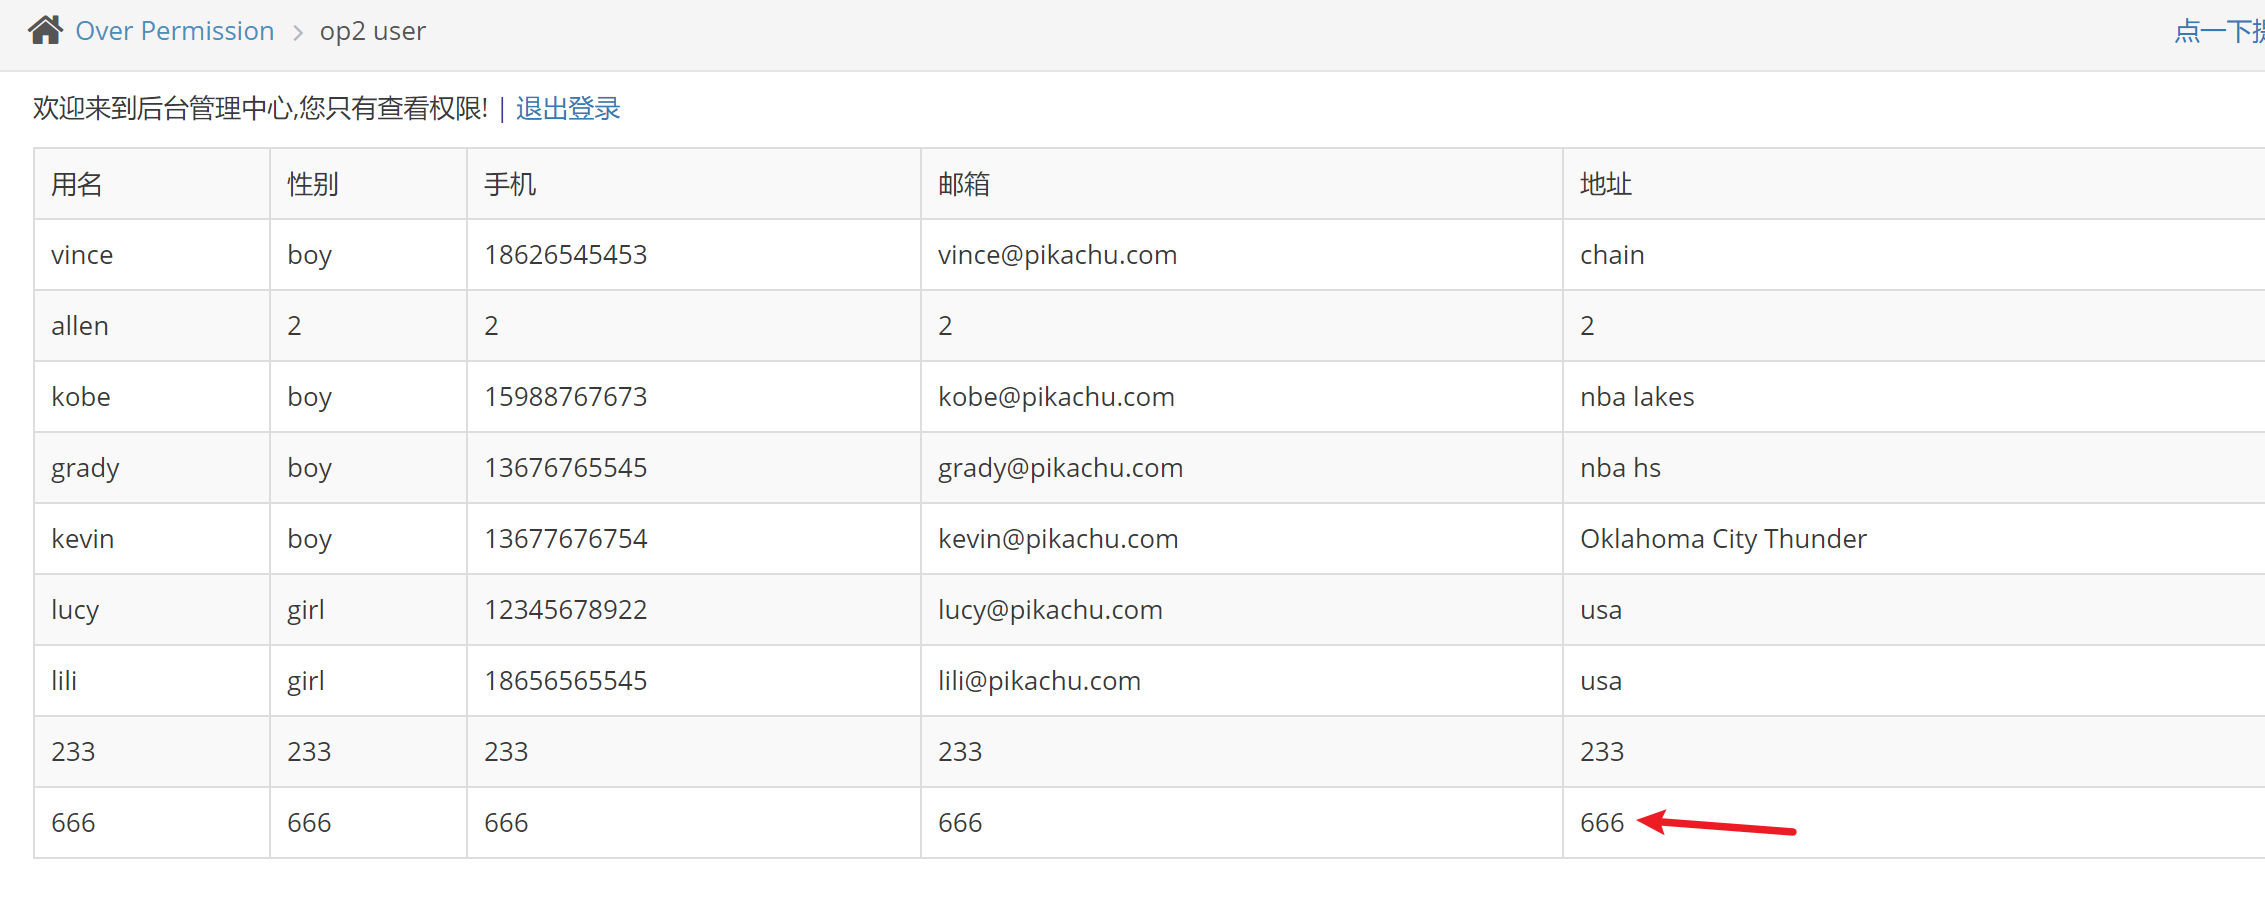 Over Permission > op2 user 点一下
欢迎来到后台管理中心,您只有查看权限! | 退出登录
用名 性别 手机 邮箱 地址
vince boy 18626545453 vince@pikachu.com chain
allen 2 2 2 2
kobe boy 15988767673 kobe@pikachu.com nba lakes
grady boy 13676765545 grady@pikachu.com nba hs
kevin boy 13677676754 kevin@pikachu.com Oklahoma City Thunder
lucy girl 12345678922 lucy@pikachu.com usa
lili girl 18656565545 lili@pikachu.com usa
233 233 233 233 233
666 666 666 666 666